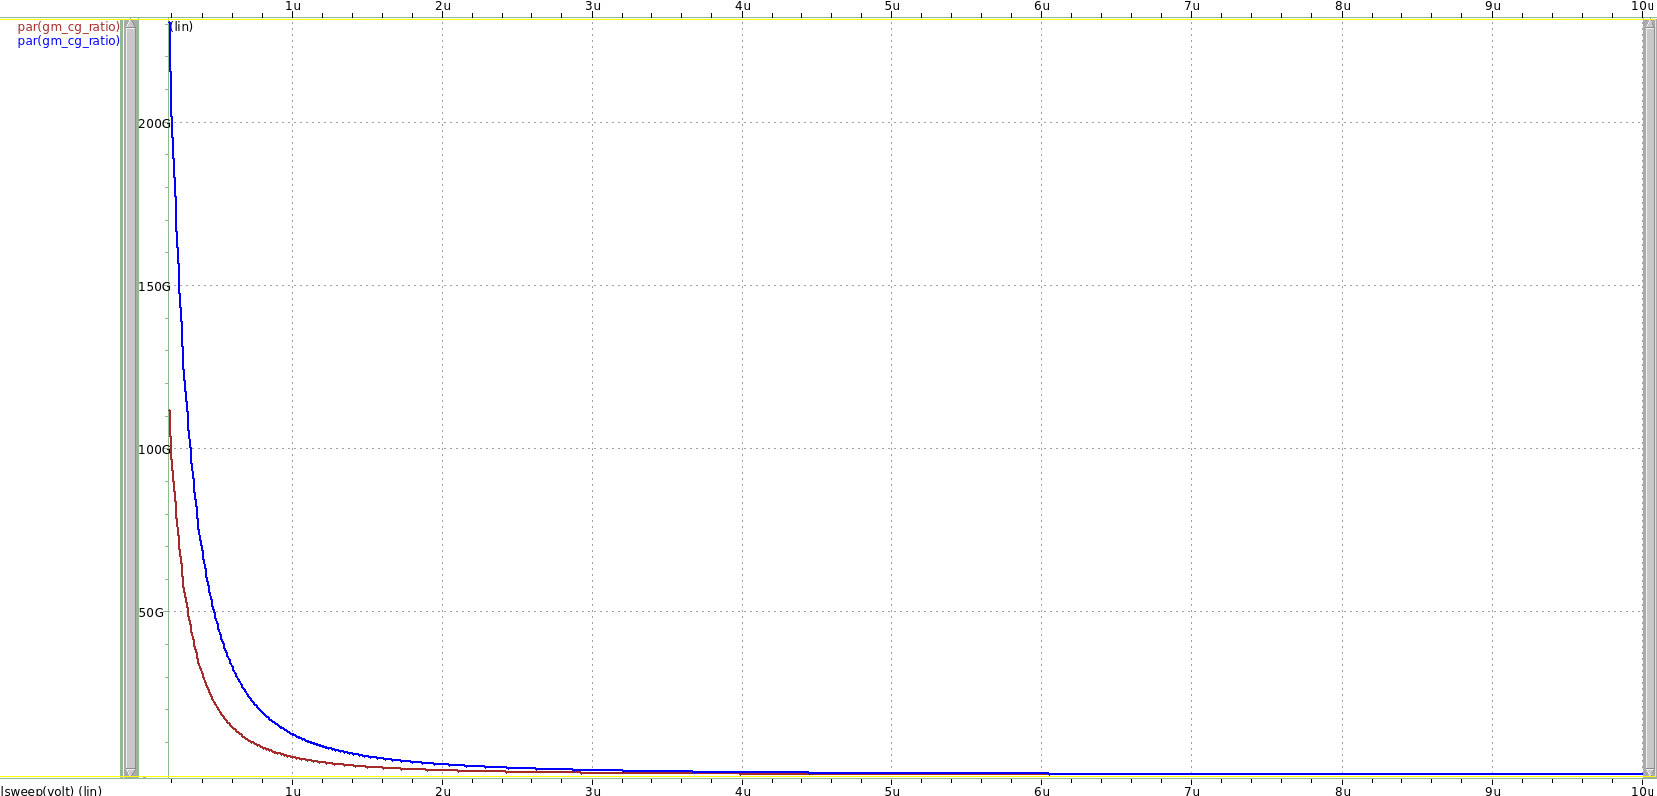 1u 2u 3u 4u 5u 6u 7u 8u 9u 10u
par(gm_cg_ratio) (lin)
par(gm_cg_ratio)
200G
150G
100G
50G
lsweep(volt) (lin) 1u 2u 3u 4u 5u 6u 7u 8u 9u 10u